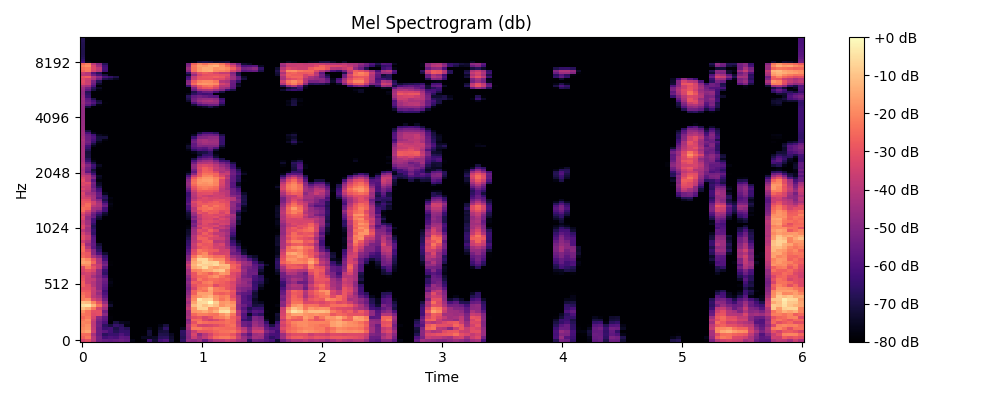 Mel Spectrogram (db)
8192
4096
2048
1024
512
0
Hz
0 1 2 3 4 5 6
Time
+0 dB
-10 dB
-20 dB
-30 dB
-40 dB
-50 dB
-60 dB
-70 dB
-80 dB